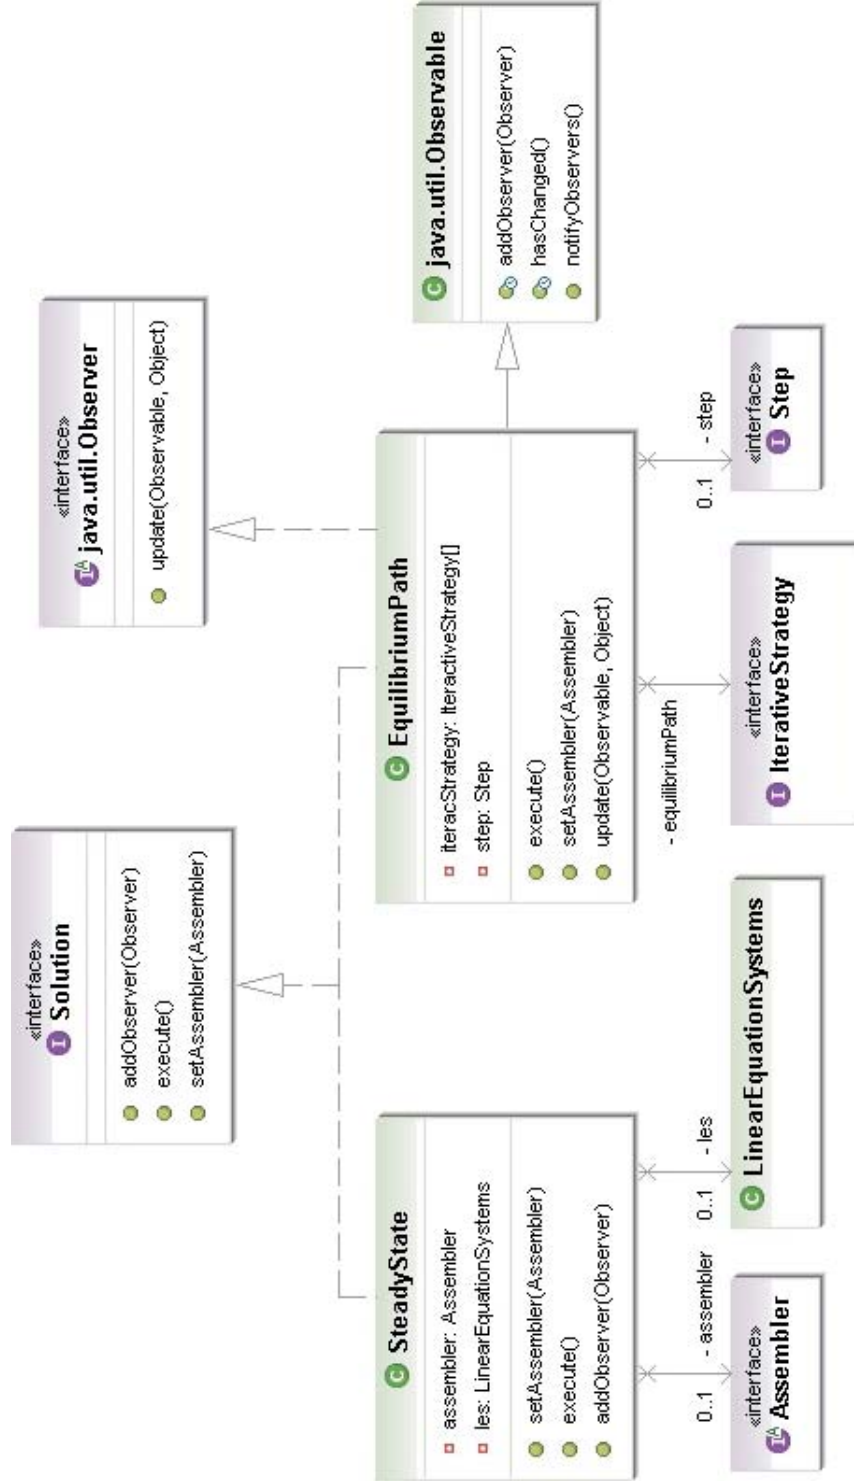 «interface»
Solution
addObserver(Observer)
execute()
setAssembler(Assembler)
«interface»
java.util.Observer
update(Observable, Object)
SteadyState
assembler: Assembler
les: LinearEquationSystems
setAssembler(Assembler)
execute()
addObserver(Observer)
EquilibriumPath
iteracStrategy: IteractiveStrategy[]
step: Step
execute()
setAssembler(Assembler)
update(Observable, Object)
java.util.Observable
addObserver(Observer)
hasChanged()
notifyObservers()
0..1
- assembler
0..1
- les
- equilibriumPath
0..1
- step
«interface»
Assembler
LinearEquationSystems
«interface»
IterativeStrategy
«interface»
Step